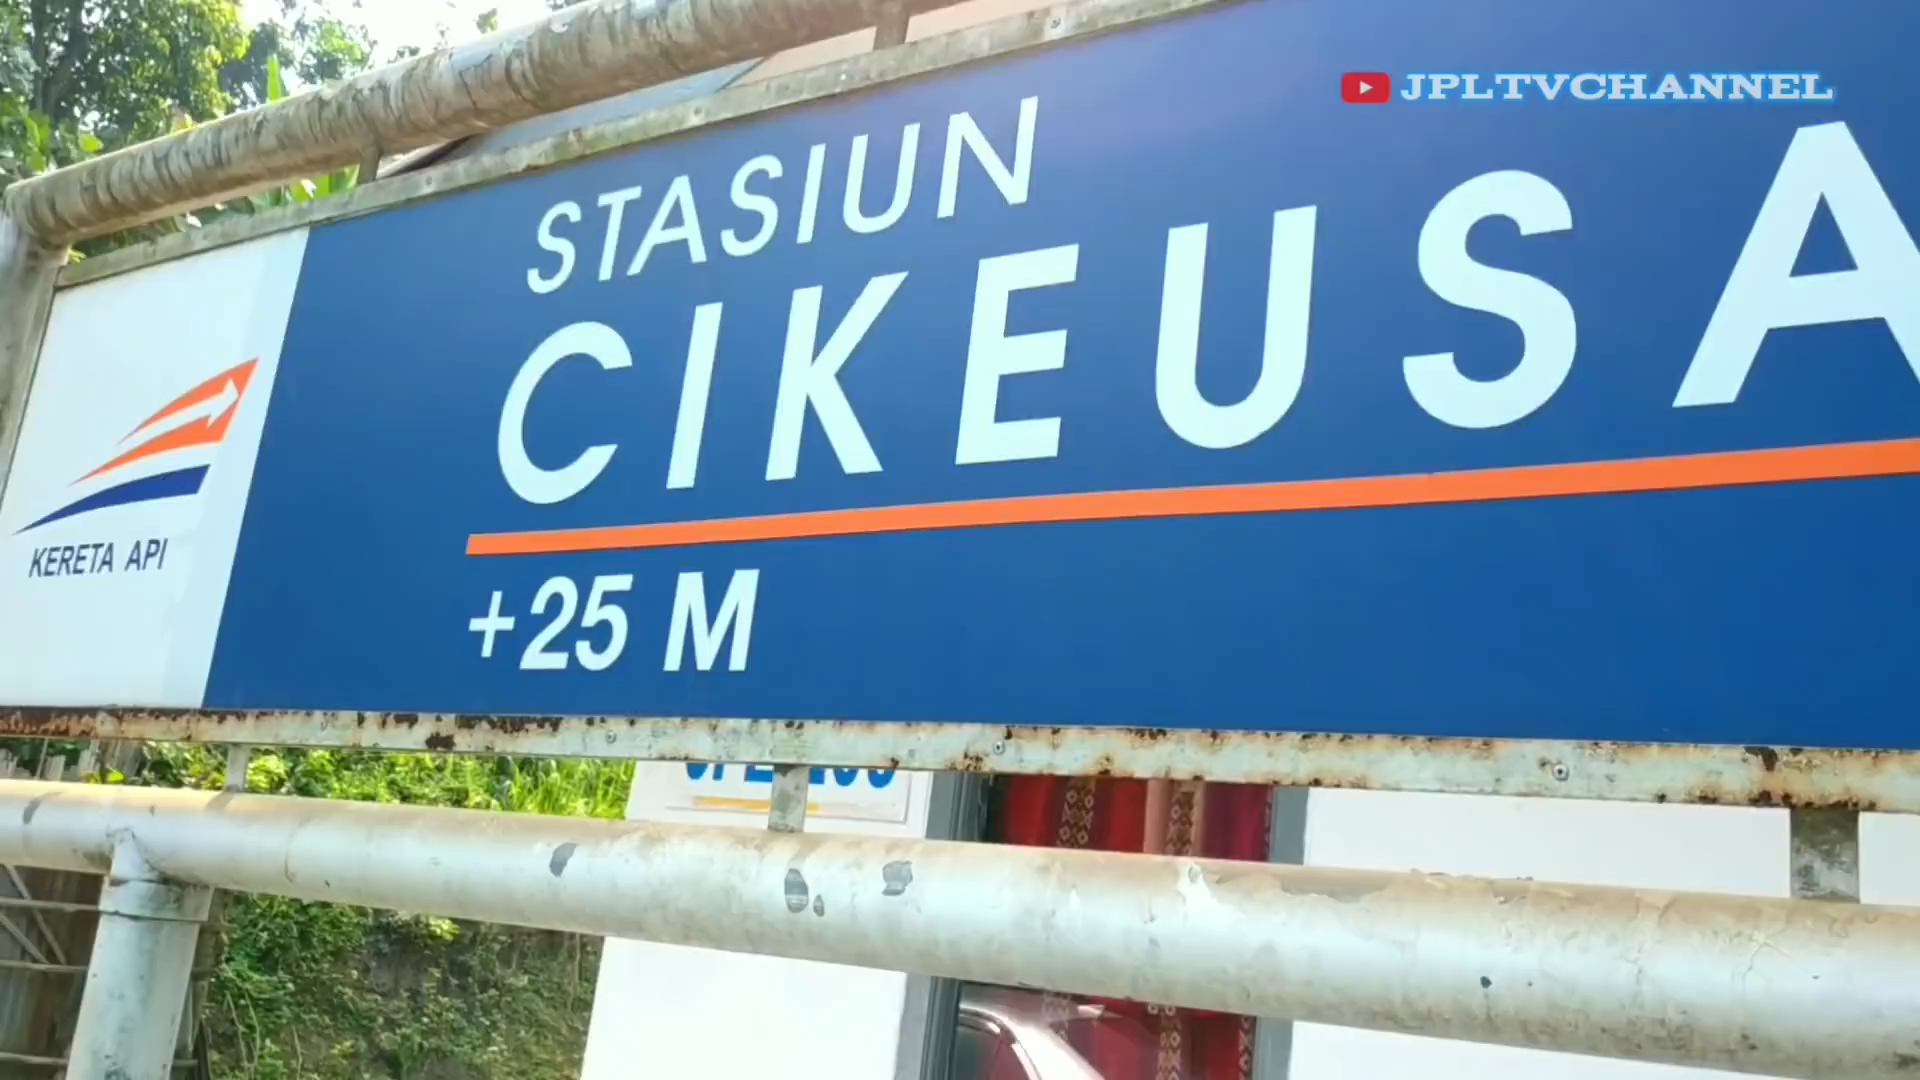 JPLTVCHANNEL
STASIUN
CIKEUSA
+25 M
KERETA API